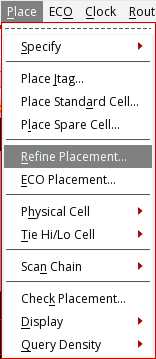 Place ECO Clock Rout
Specify
Place Jtag...
Place Standard Cell...
Place Spare Cell...
Refine Placement...
ECO Placement...
Physical Cell
Tie Hi/Lo Cell
Scan Chain
Check Placement...
Display
Query Density